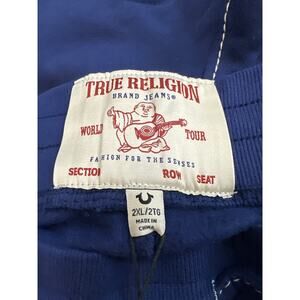 TRUE RELIGION
BRAND JEANS®
WORLD TOUR
FASHION FOR THE SENSES
SECTION ROW SEAT
2XL/2TG
MADE IN
CHINA